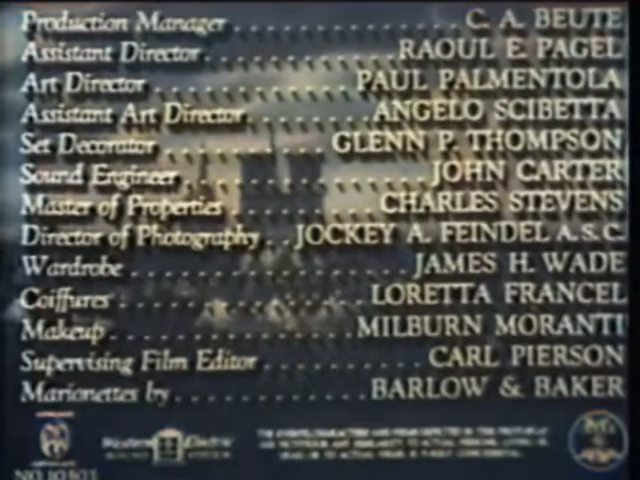 Production Manager . . . . . . . . . . . . . . . . . C. A. BEUTE
Assistant Director . . . . . . . . . . . . . . RAOUL E. PAGEL
Art Director . . . . . . . . . . . . . . PAUL PALMENTOLA
Assistant Art Director . . . . . . . . . ANGELO SCIBETTA
Set Decorator . . . . . . . . . . . . GLENN P. THOMPSON
Sound Engineer . . . . . . . . . . . . . . . . JOHN CARTER
Master of Properties . . . . . . . . . . CHARLES STEVENS
Director of Photography . . JOCKEY A. FEINDEL A.S.C.
Wardrobe . . . . . . . . . . . . . . . . . . JAMES H. WADE
Coiffures . . . . . . . . . . . . . . . . LORETTA FRANCEL
Makeup . . . . . . . . . . . . . . . . MILBURN MORANTI
Supervising Film Editor . . . . . . . . . . CARL PIERSON
Marionettes by . . . . . . . . . . . . . BARLOW & BAKER
Western Electric